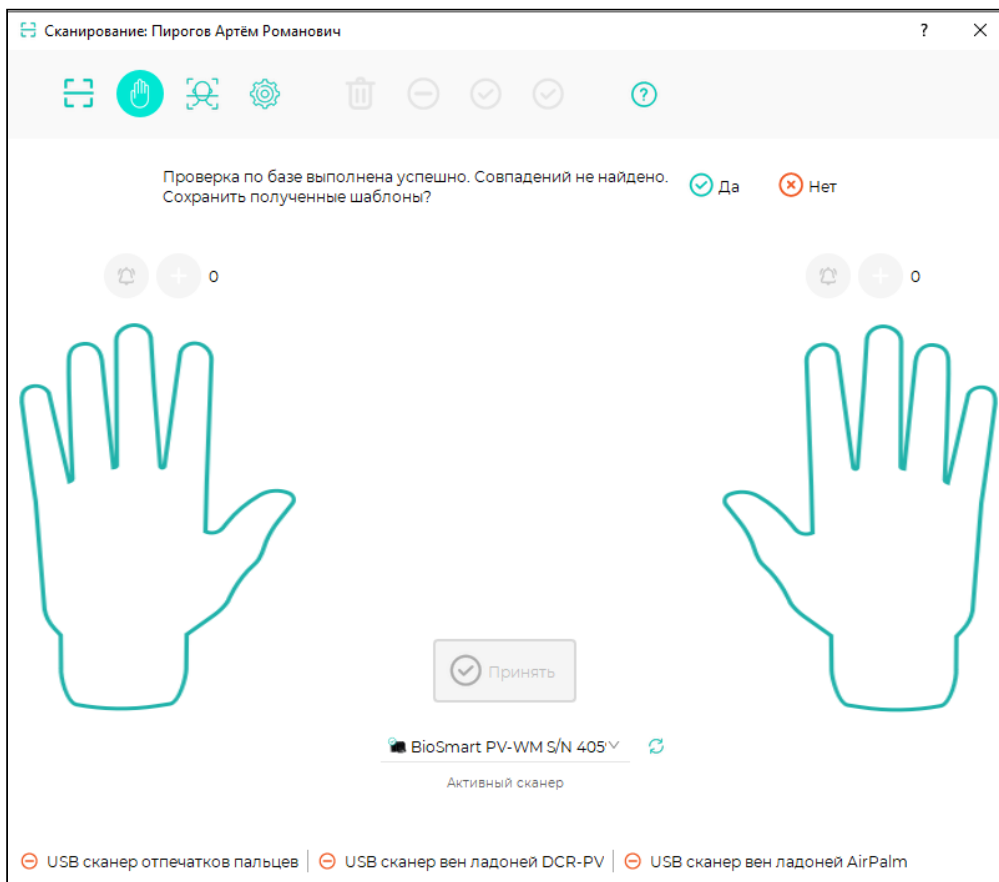 Сканирование: Пирогов Артём Романович
?
?
Проверка по базе выполнена успешно. Совпадений не найдено.
Сохранить полученные шаблоны?
Да
Нет
0
0
Принять
BioSmart PV-WM S/N 405
Активный сканер
USB сканер отпечатков пальцев
USB сканер вен ладоней DCR-PV
USB сканер вен ладоней AirPalm